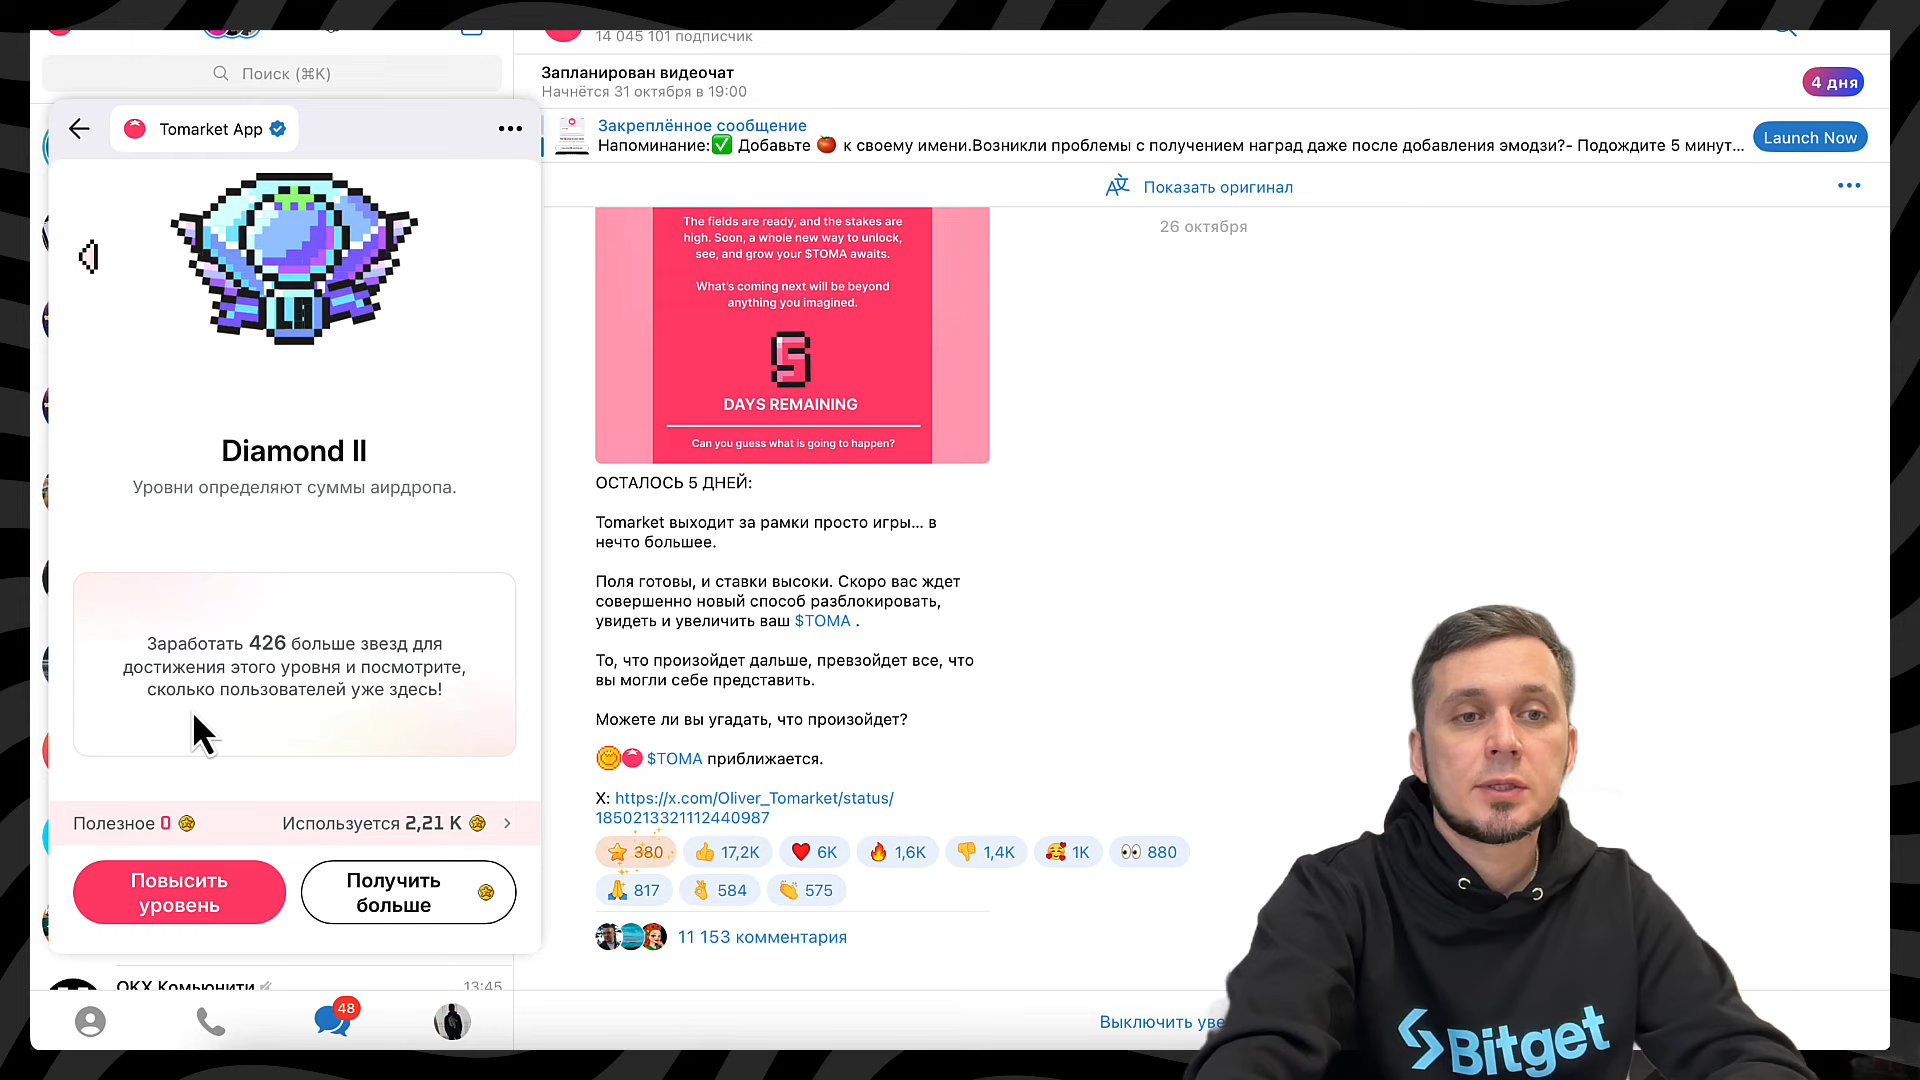 Поиск (⌘K)
Tomarket App
Diamond II
Уровни определяют суммы аирдропа.
Заработать 426 больше звезд для
достижения этого уровня и посмотрите,
сколько пользователей уже здесь!
Полезное 0
Используется 2,21 K
Повысить
уровень
Получить
больше
13:45
48
14 045 101 подписчик
Запланирован видеочат
Начнётся 31 октября в 19:00
4 дня
Закреплённое сообщение
Напоминание:✅ Добавьте 🍅 к своему имени.Возникли проблемы с получением наград даже после добавления эмодзи?- Подождите 5 минут...
Launch Now
Показать оригинал
26 октября
The fields are ready, and the stakes are
high. Soon, a whole new way to unlock,
see, and grow your $TOMA awaits.
What's coming next will be beyond
anything you imagined.
5
DAYS REMAINING
Can you guess what is going to happen?
ОСТАЛОСЬ 5 ДНЕЙ:
Tomarket выходит за рамки просто игры... в
нечто большее.
Поля готовы, и ставки высоки. Скоро вас ждет
совершенно новый способ разблокировать,
увидеть и увеличить ваш $TOMA .
То, что произойдет дальше, превзойдет все, что
вы могли себе представить.
Можете ли вы угадать, что произойдет?
$TOMA приближается.
X: https://x.com/Oliver_Tomarket/status/
1850213321112440987
380 17,2K 6K 1,6K 1,4K 1K 880
817 584 575
11 153 комментария
OKX Комьюнити
Выключить уве
Bitget